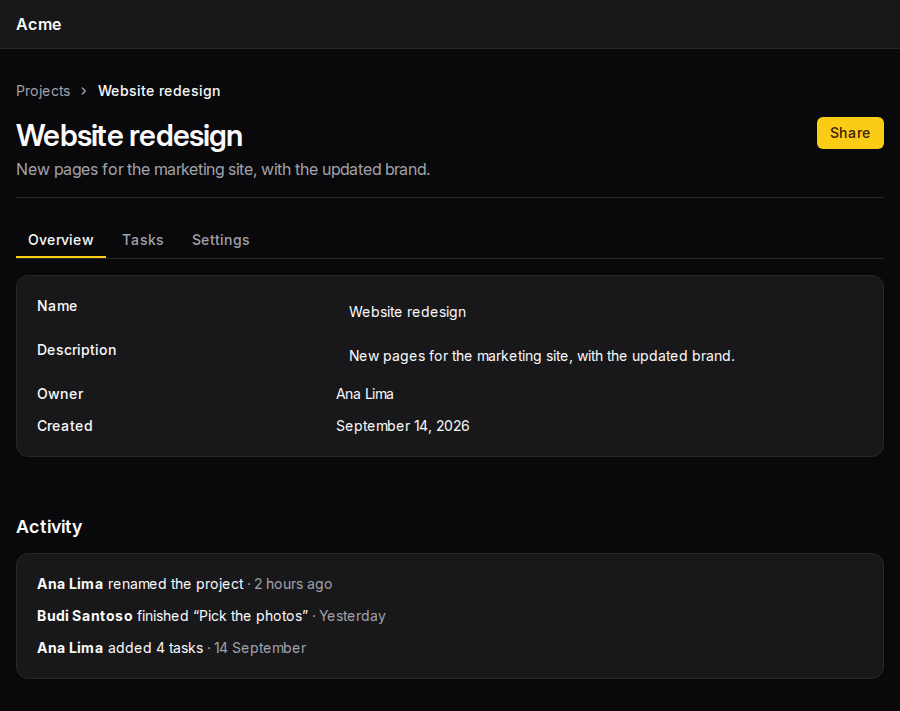 Acme
Projects > Website redesign
Website redesign
Share
New pages for the marketing site, with the updated brand.
Overview Tasks Settings
Name Website redesign
Description New pages for the marketing site, with the updated brand.
Owner Ana Lima
Created September 14, 2026
Activity
Ana Lima renamed the project · 2 hours ago
Budi Santoso finished “Pick the photos” · Yesterday
Ana Lima added 4 tasks · 14 September